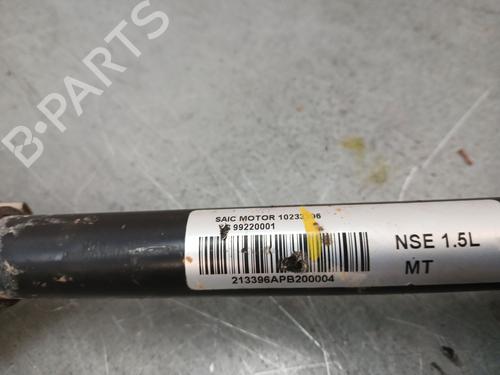 B-PARTS
SAIC MOTOR
99220001
213396APB200004
NSE 1.5L
MT